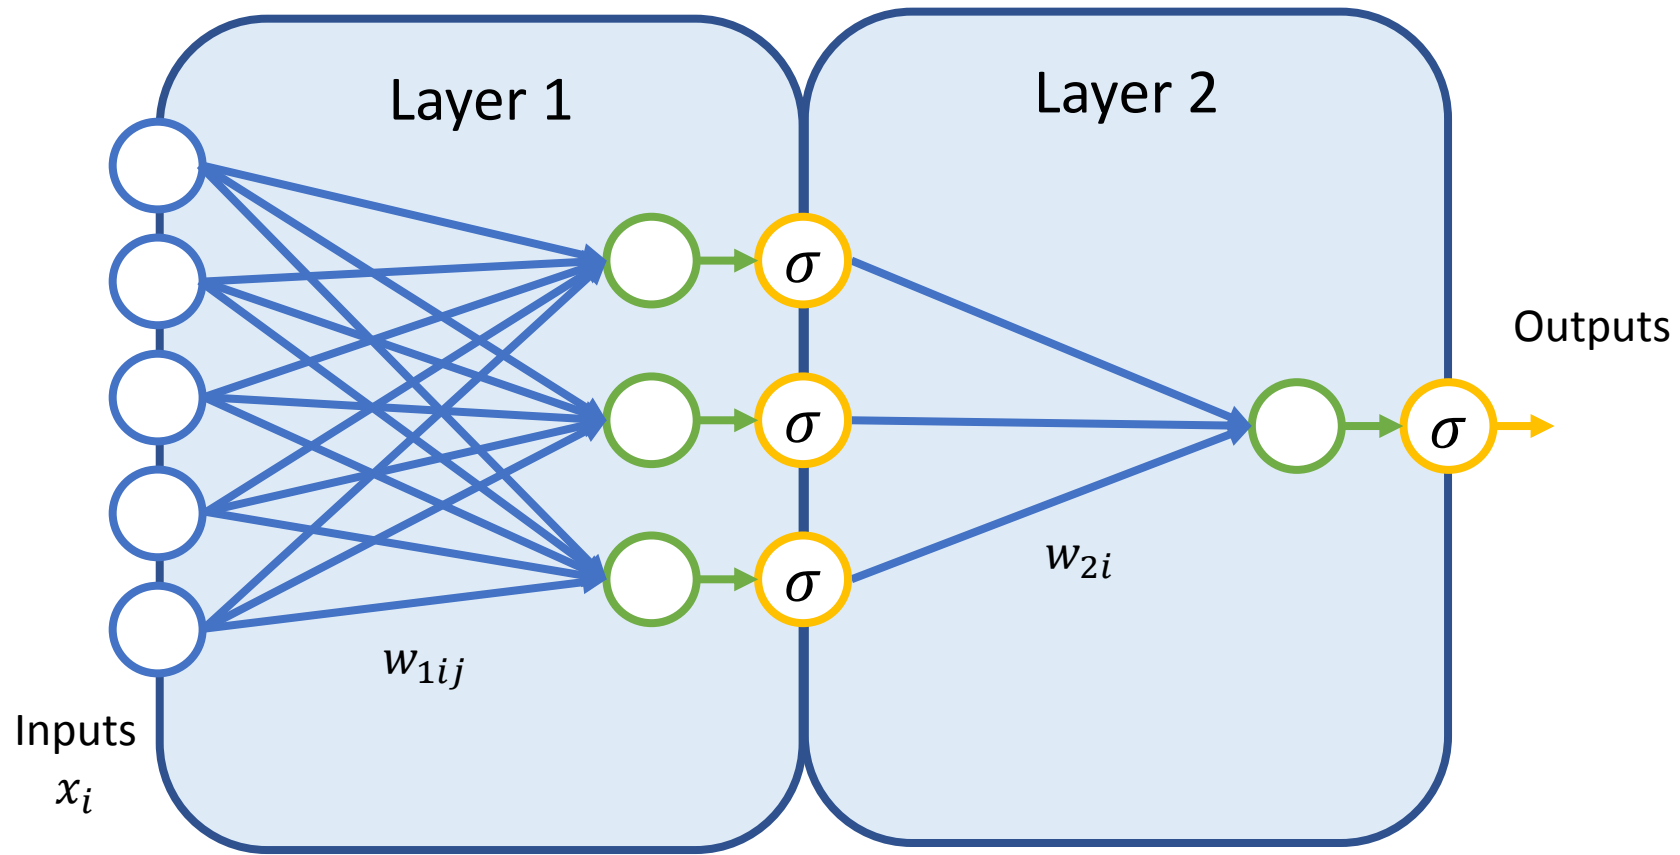 Layer 1
Layer 2
σ
σ
σ
σ
Outputs
w₂ᵢ
w₁ᵢⱼ
Inputs
xᵢ